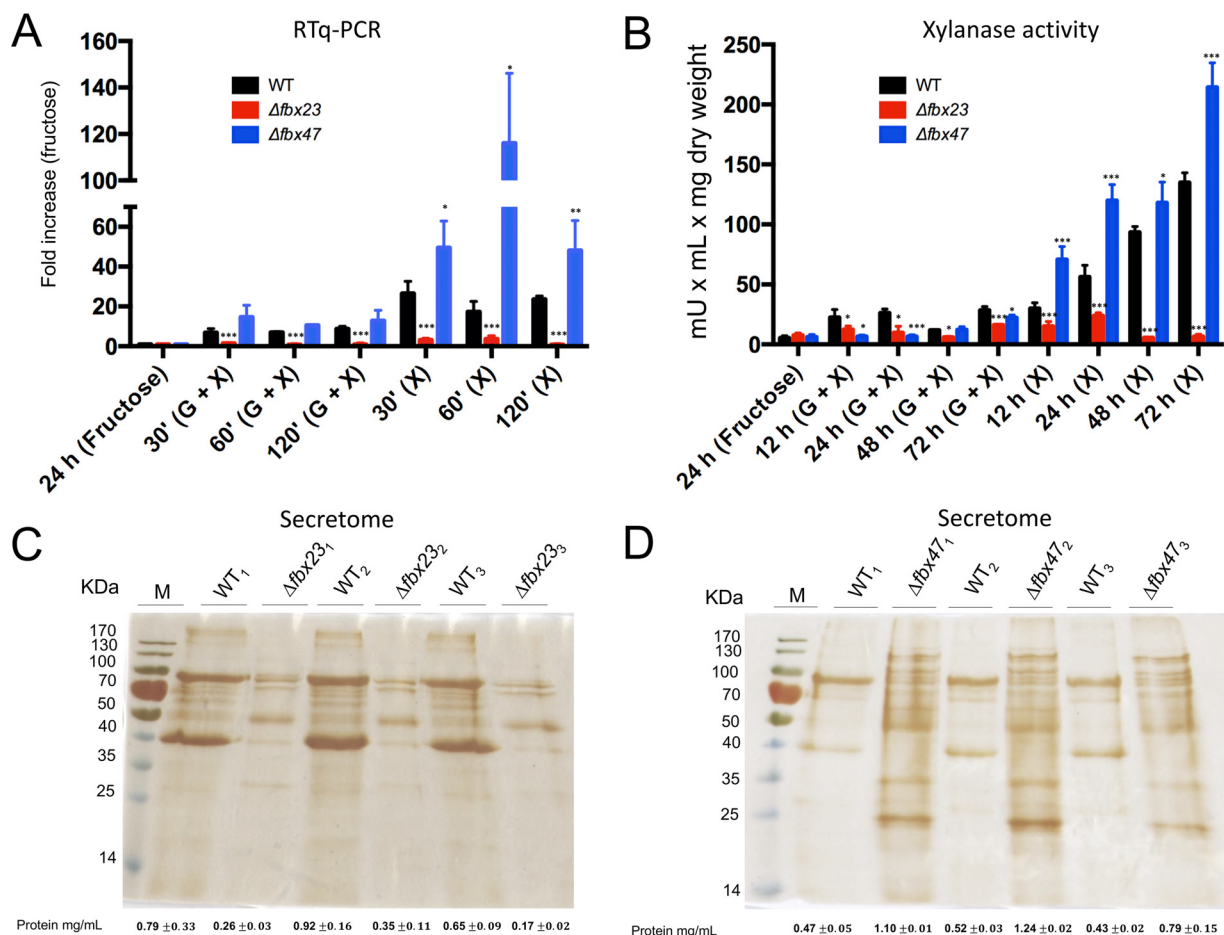 A
RTq-PCR
Fold increase (fructose)
160
140
120
100
60
40
20
0
WT
Δfbx23
Δfbx47
*** *** *** *** * *** * *** **
24 h (Fructose)
30' (G + X)
60' (G + X)
120' (G + X)
30' (X)
60' (X)
120' (X)
B
Xylanase activity
mU x mL x mg dry weight
250
200
150
100
50
0
WT
Δfbx23
Δfbx47
* * * *** * *** * *** *** *** *** *** * *** ***
24 h (Fructose)
12 h (G + X)
24 h (G + X)
48 h (G + X)
72 h (G + X)
12 h (X)
24 h (X)
48 h (X)
72 h (X)
C
Secretome
KDa
M
WT1
Δfbx231
WT2
Δfbx232
WT3
Δfbx233
170
130
100
70
50
40
35
25
14
Protein mg/mL 0.79 ±0.33 0.26 ±0.03 0.92 ±0.16 0.35 ±0.11 0.65 ±0.09 0.17 ±0.02
D
Secretome
KDa
M
WT1
Δfbx471
WT2
Δfbx472
WT3
Δfbx473
170
130
100
70
50
40
35
25
14
Protein mg/mL 0.47 ±0.05 1.10 ±0.01 0.52 ±0.03 1.24 ±0.02 0.43 ±0.02 0.79 ±0.15